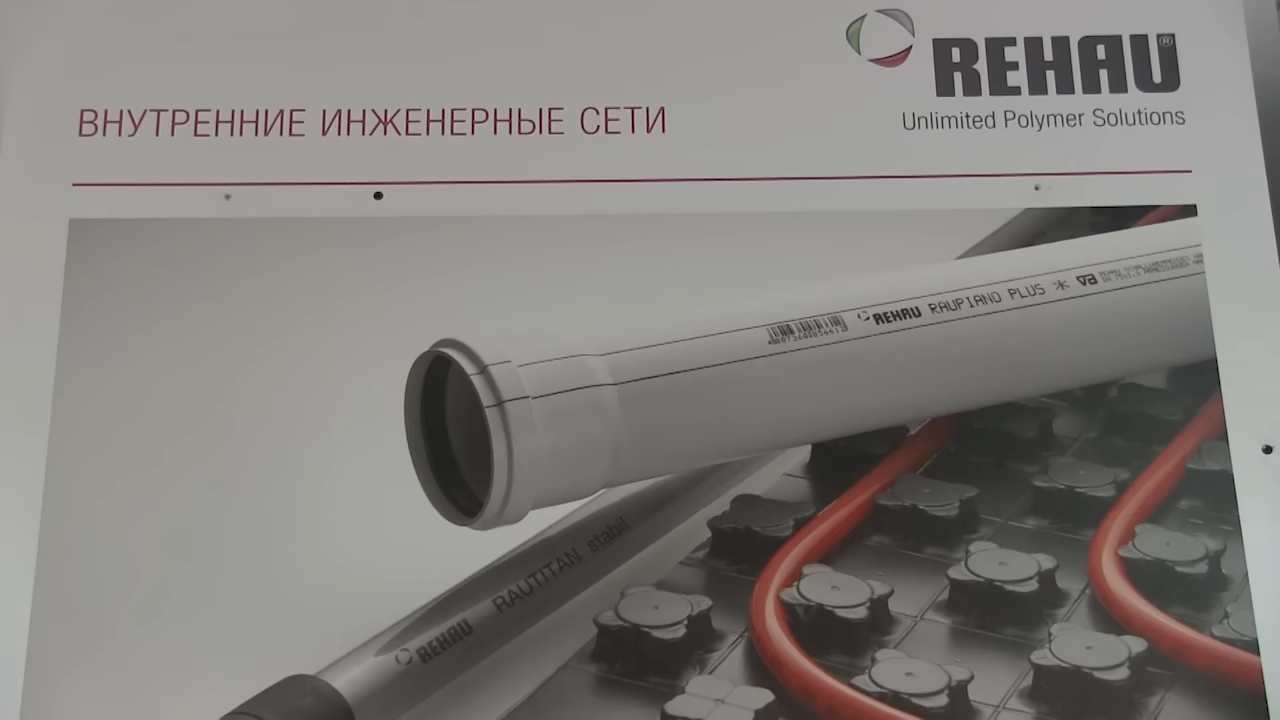 REHAU®
Unlimited Polymer Solutions
ВНУТРЕННИЕ ИНЖЕНЕРНЫЕ СЕТИ
REHAU RAUPIANO PLUS
REHAU RAUTITAN stabil